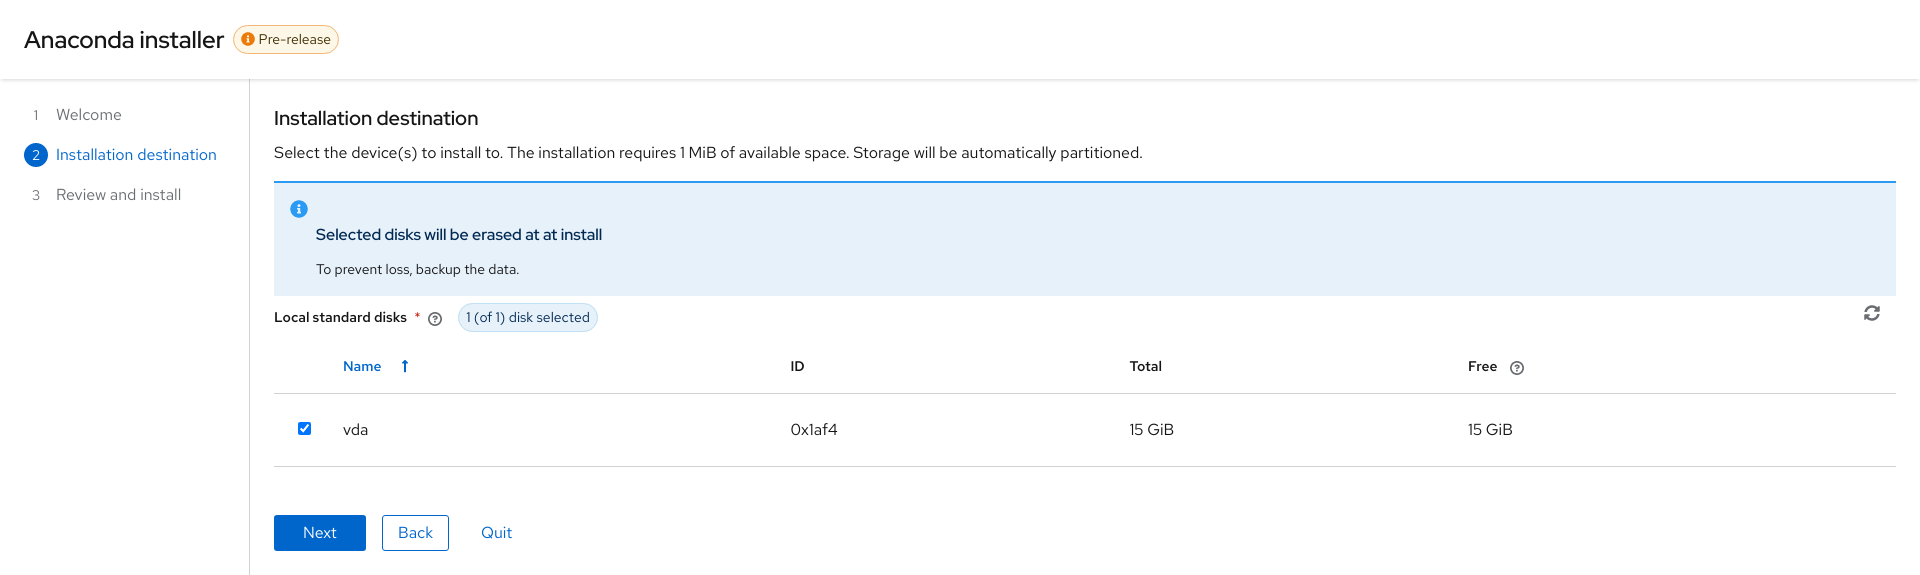 Anaconda installer Pre-release
1 Welcome
2 Installation destination
3 Review and install
Installation destination
Select the device(s) to install to. The installation requires 1 MiB of available space. Storage will be automatically partitioned.
Selected disks will be erased at at install
To prevent loss, backup the data.
Local standard disks * 1 (of 1) disk selected
Name ID Total Free
vda 0x1af4 15 GiB 15 GiB
Next Back Quit